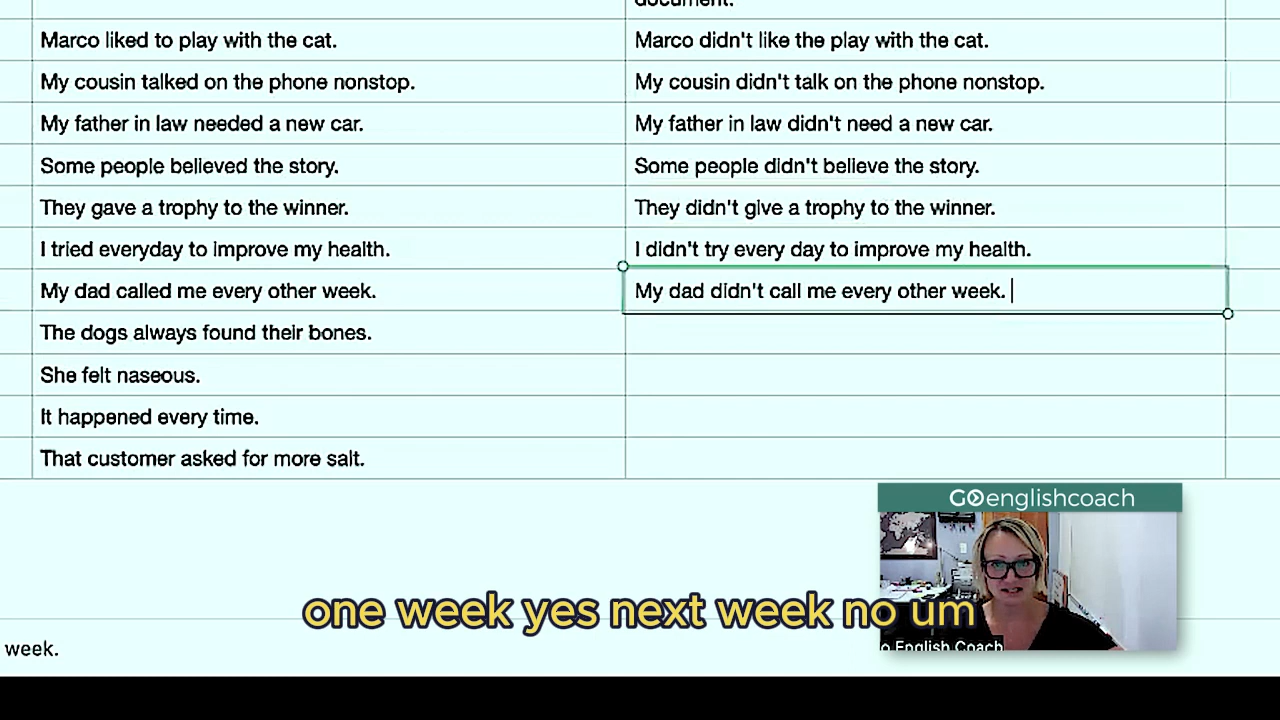 document.
Marco liked to play with the cat.
Marco didn't like the play with the cat.
My cousin talked on the phone nonstop.
My cousin didn't talk on the phone nonstop.
My father in law needed a new car.
My father in law didn't need a new car.
Some people believed the story.
Some people didn't believe the story.
They gave a trophy to the winner.
They didn't give a trophy to the winner.
I tried everyday to improve my health.
I didn't try every day to improve my health.
My dad called me every other week.
My dad didn't call me every other week.
The dogs always found their bones.
She felt naseous.
It happened every time.
That customer asked for more salt.
GO englishcoach
one week yes next week no um
o English Coach
week.